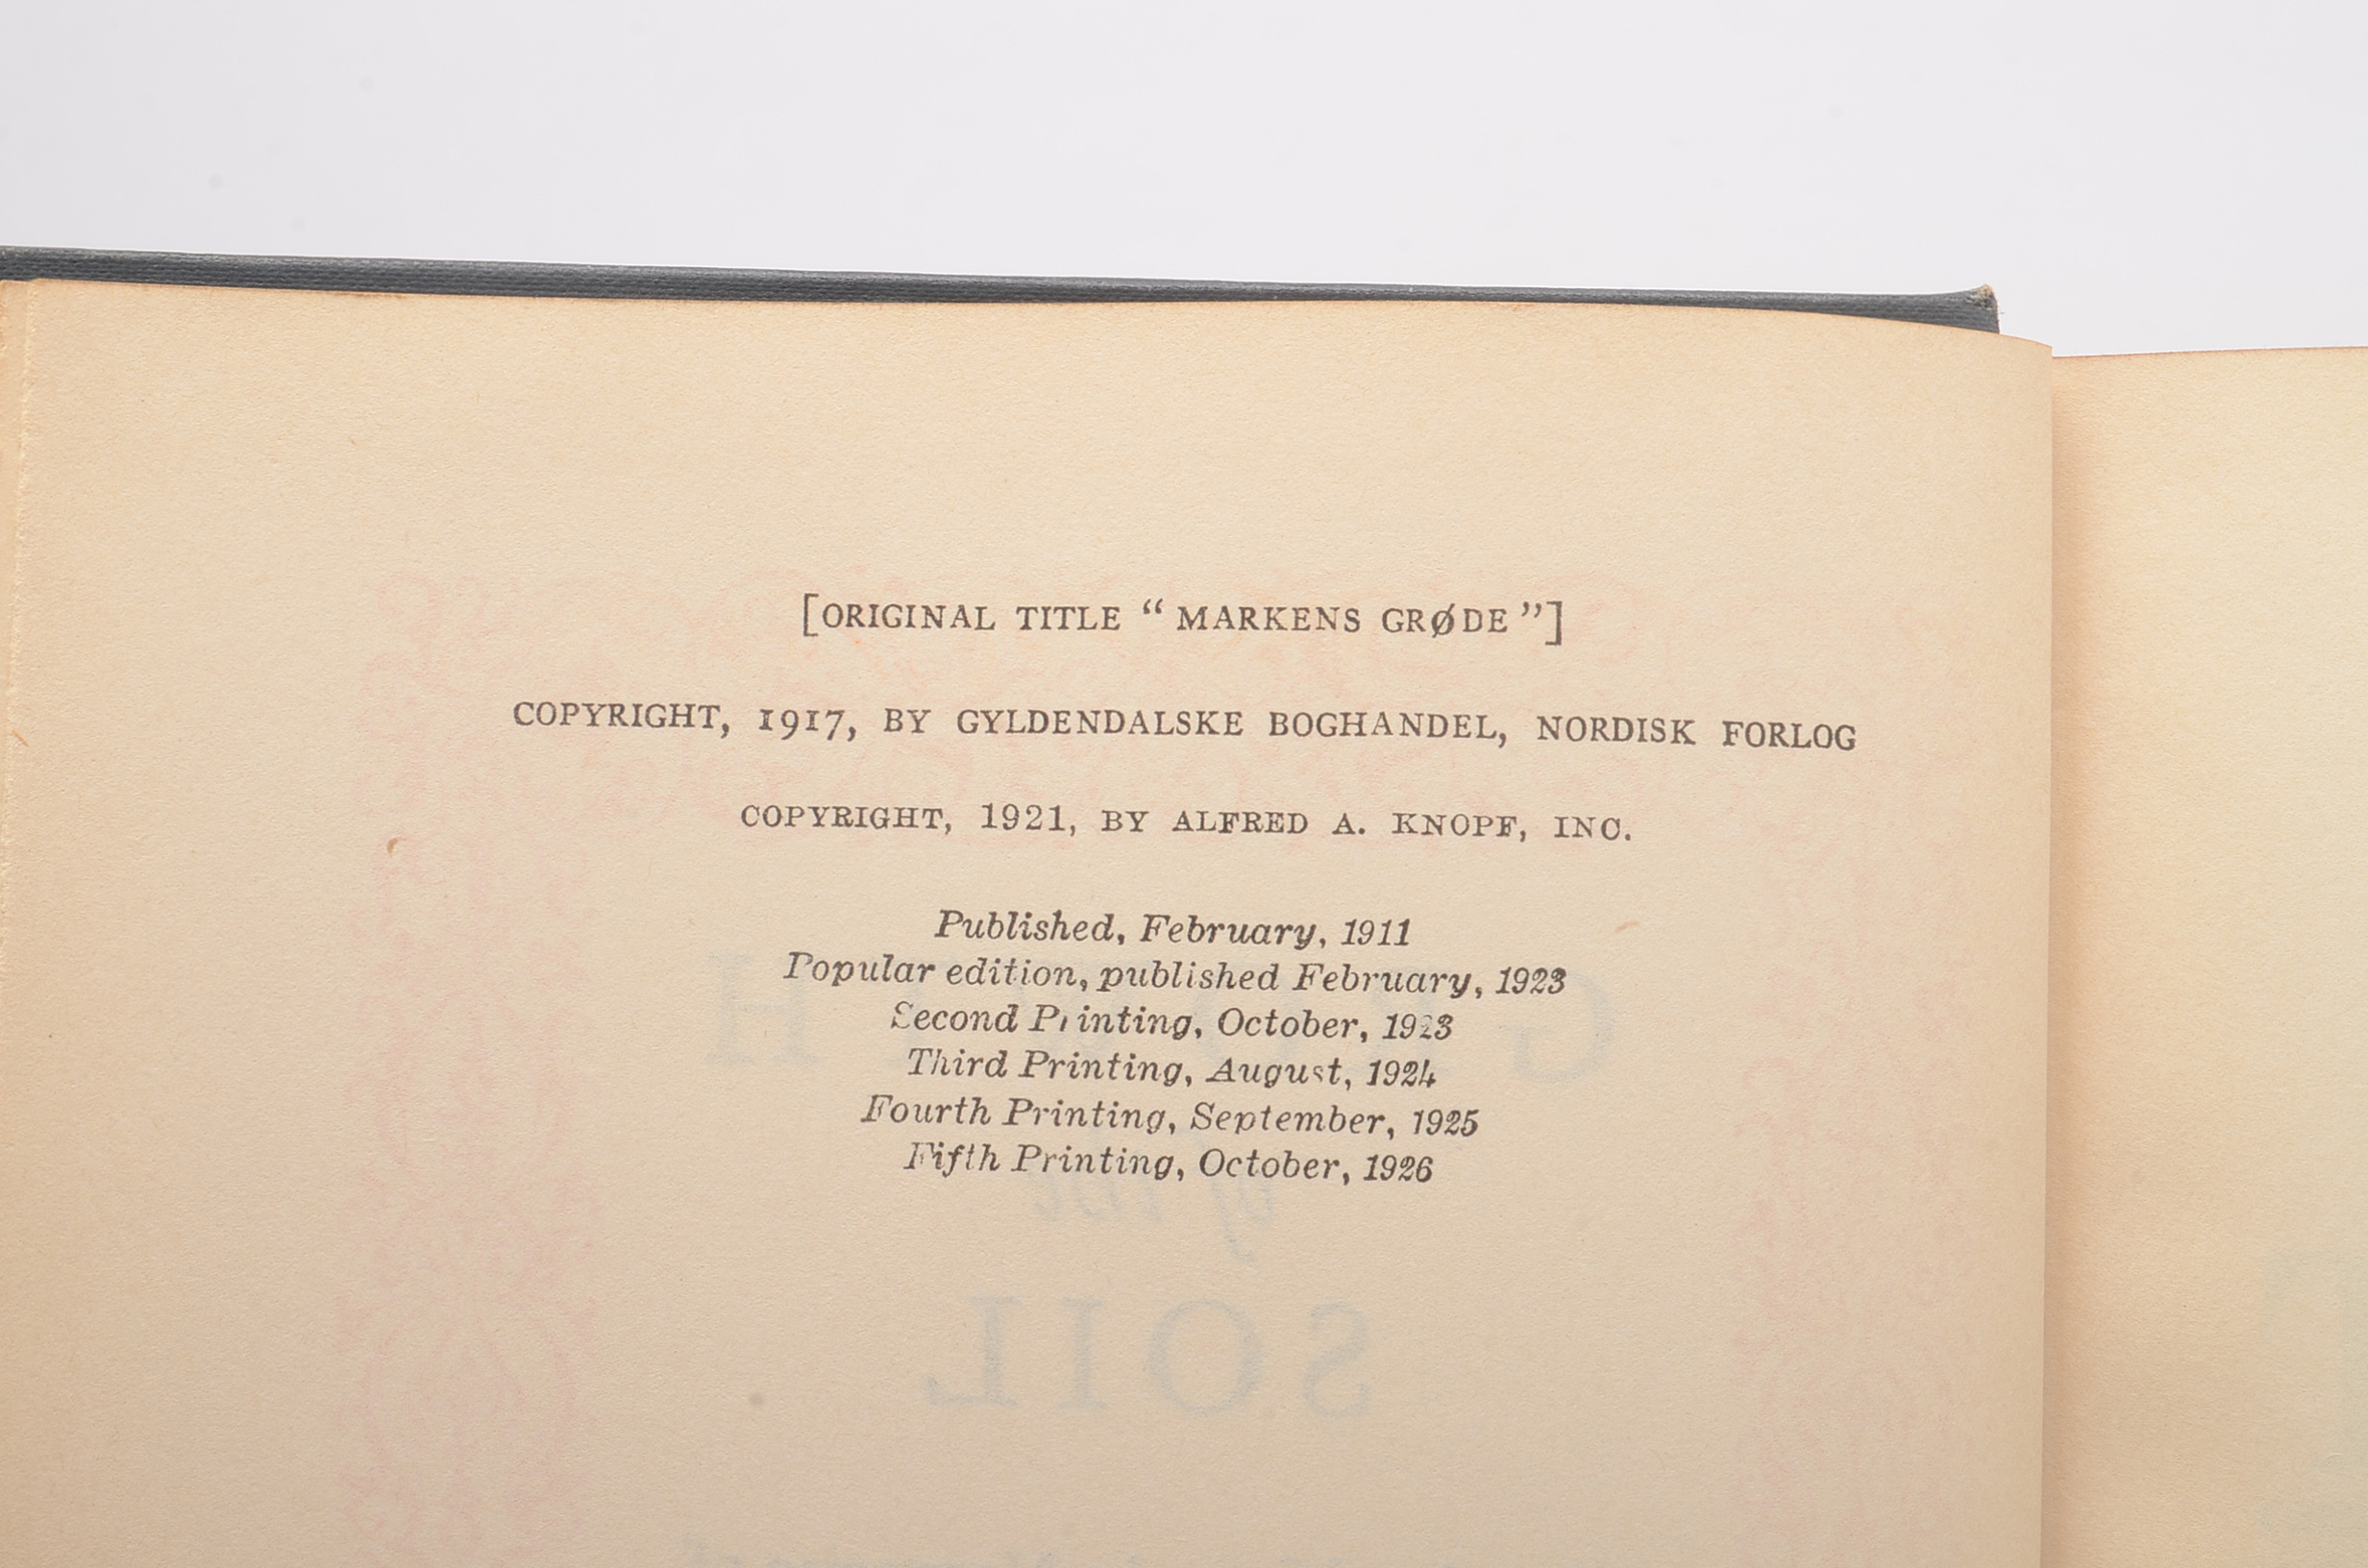 [ORIGINAL TITLE “ MARKENS GRØDE ”]
COPYRIGHT, 1917, BY GYLDENDALSKE BOGHANDEL, NORDISK FORLOG
COPYRIGHT, 1921, BY ALFRED A. KNOPF, INC.
Published, February, 1911
Popular edition, published February, 1923
Second Printing, October, 1923
Third Printing, August, 1924
Fourth Printing, September, 1925
Fifth Printing, October, 1926
SOIL